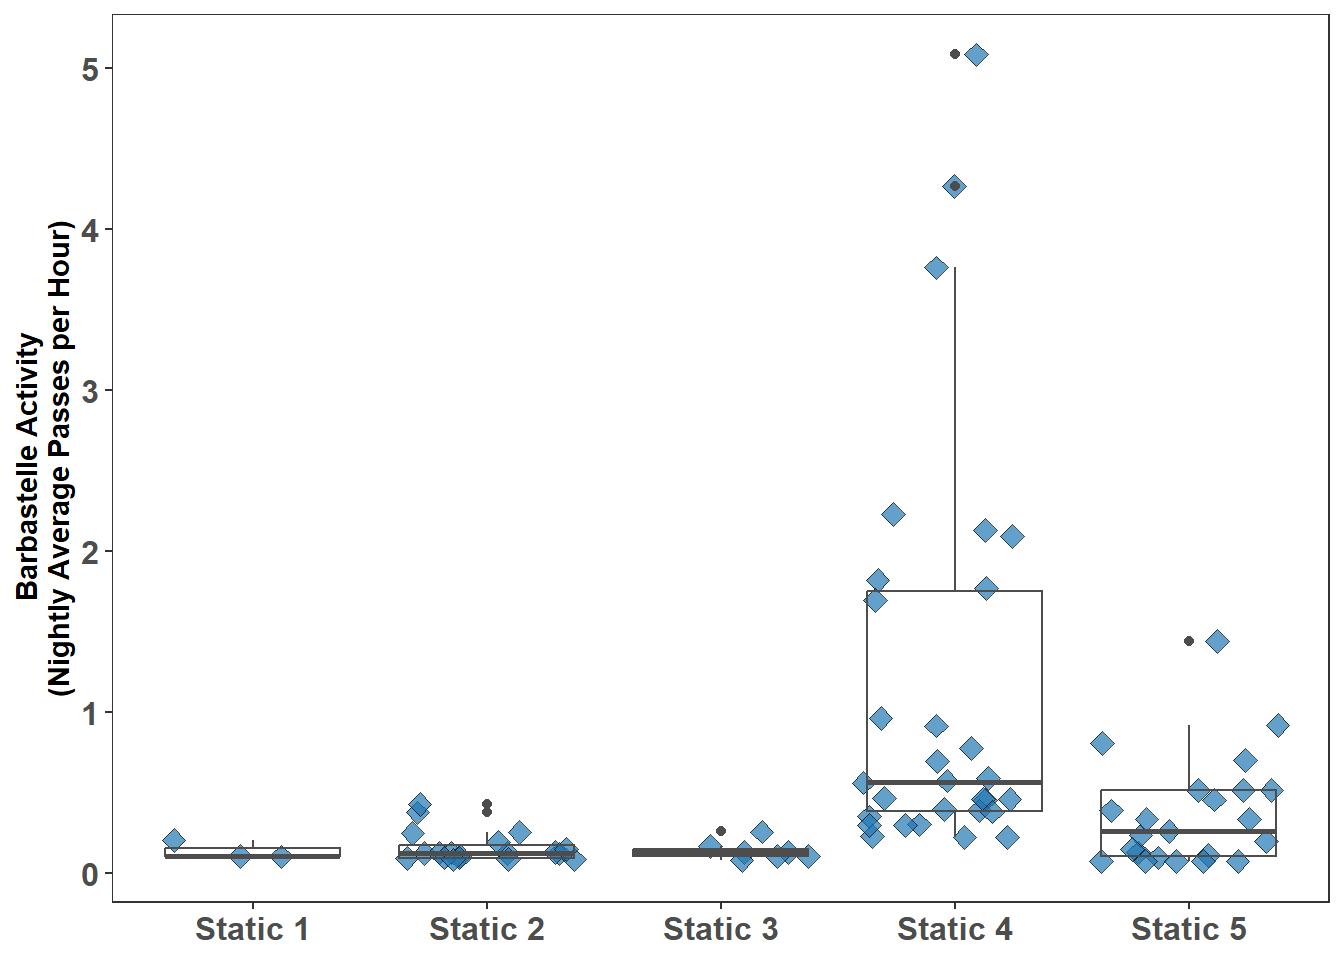 Barbastelle Activity
(Nightly Average Passes per Hour)
5
4
3
2
1
0
Static 1
Static 2
Static 3
Static 4
Static 5